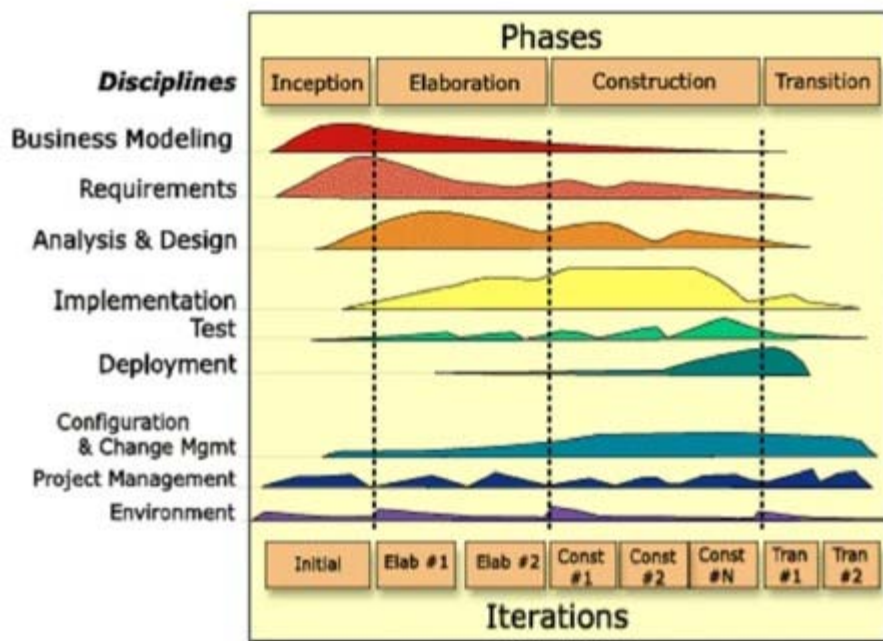 Phases
Disciplines
Inception
Elaboration
Construction
Transition
Business Modeling
Requirements
Analysis & Design
Implementation
Test
Deployment
Configuration
& Change Mgmt
Project Management
Environment
Initial
Elab #1
Elab #2
Const
#1
Const
#2
Const
#N
Tran
#1
Tran
#2
Iterations